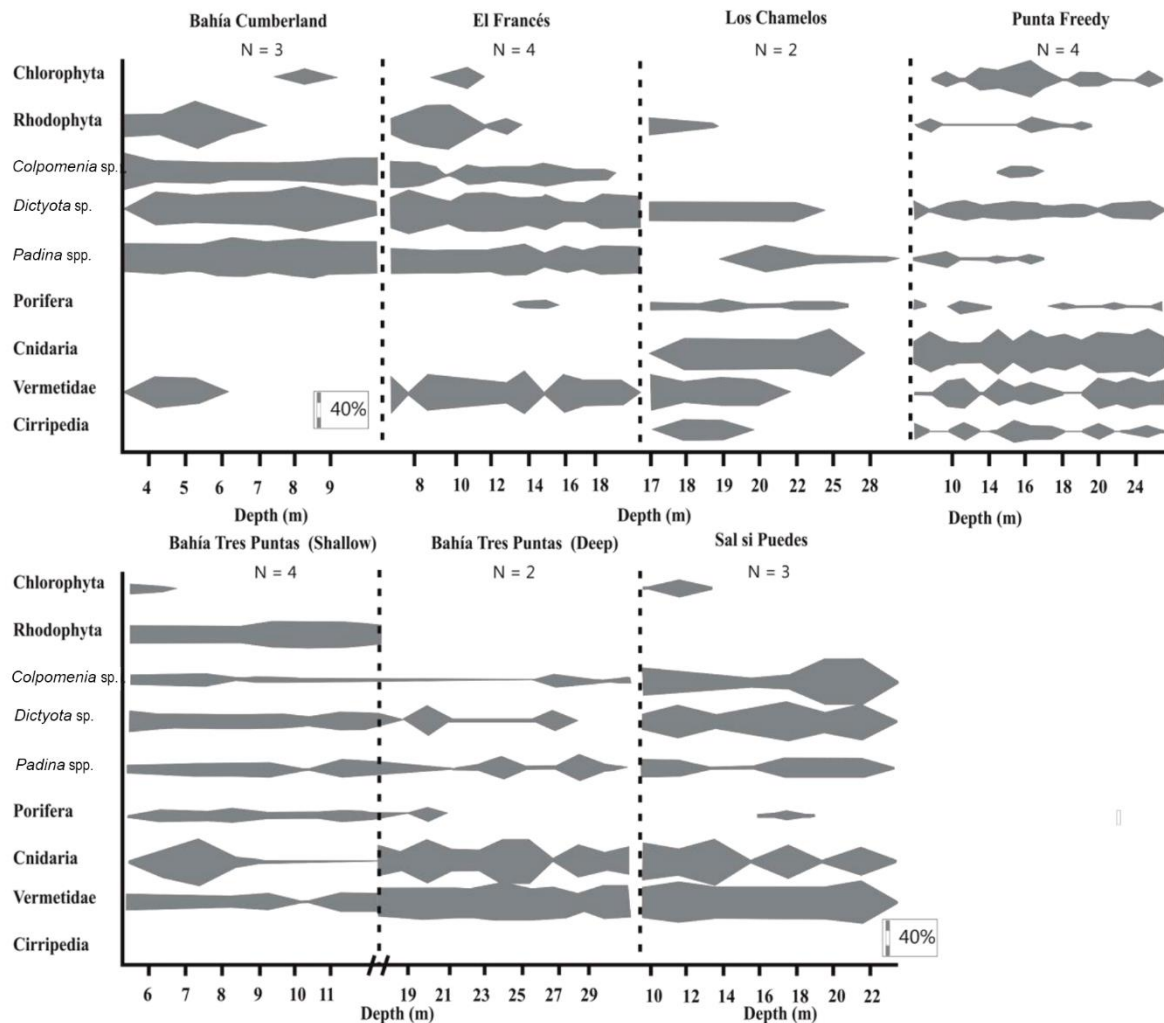 Bahía Cumberland El Francés Los Chamelos Punta Freedy
N = 3 N = 4 N = 2 N = 4
Chlorophyta
Rhodophyta
Colpomenia sp.
Dictyota sp.
Padina spp.
Porifera
Cnidaria
Vermetidae
40%
Cirripedia
4 5 6 7 8 9 8 10 12 14 16 18 17 18 19 20 22 25 28 10 14 16 18 20 24
Depth (m) Depth (m) Depth (m)
Bahía Tres Puntas (Shallow) Bahía Tres Puntas (Deep) Sal si Puedes
N = 4 N = 2 N = 3
Chlorophyta
Rhodophyta
Colpomenia sp.
Dictyota sp.
Padina spp.
Porifera
Cnidaria
Vermetidae
40%
Cirripedia
6 7 8 9 10 11 19 21 23 25 27 29 10 12 14 16 18 20 22
Depth (m) Depth (m)